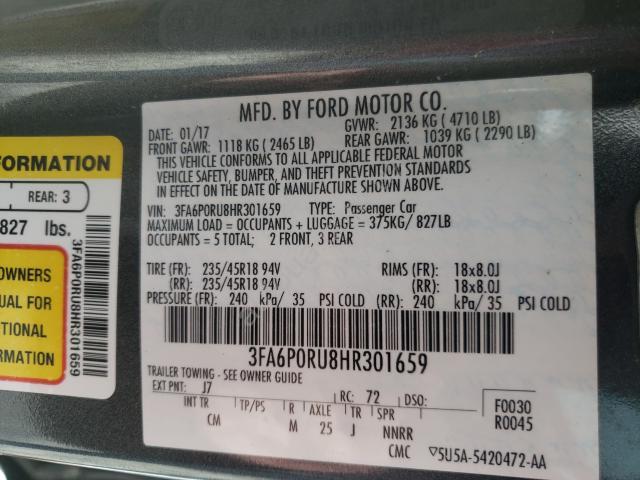 FORMATION
REAR: 3
827 lbs.
OWNERS
UAL FOR
TIONAL
RMATION
3FA6P0RU8HR301659
MFD. BY FORD MOTOR CO.
DATE: 01/17 GVWR: 2136 KG ( 4710 LB)
FRONT GAWR: 1118 KG ( 2465 LB) REAR GAWR: 1039 KG ( 2290 LB)
THIS VEHICLE CONFORMS TO ALL APPLICABLE FEDERAL MOTOR
VEHICLE SAFETY, BUMPER, AND THEFT PREVENTION STANDARDS
IN EFFECT ON THE DATE OF MANUFACTURE SHOWN ABOVE.
VIN: 3FA6P0RU8HR301659 TYPE: Passenger Car
MAXIMUM LOAD = OCCUPANTS + LUGGAGE = 375KG/ 827LB
OCCUPANTS = 5 TOTAL; 2 FRONT, 3 REAR
TIRE (FR): 235/45R18 94V RIMS (FR): 18x8.0J
(RR): 235/45R18 94V (RR): 18x8.0J
PRESSURE (FR): 240 kPa/ 35 PSI COLD (RR): 240 kPa/ 35 PSI COLD
3FA6P0RU8HR301659
TRAILER TOWING - SEE OWNER GUIDE
EXT PNT: J7 RC: 72 DSO: F0030
INT TR TP/PS R AXLE TR SPR R0045
CM M 25 J NNRR
CMC 5U5A-5420472-AA